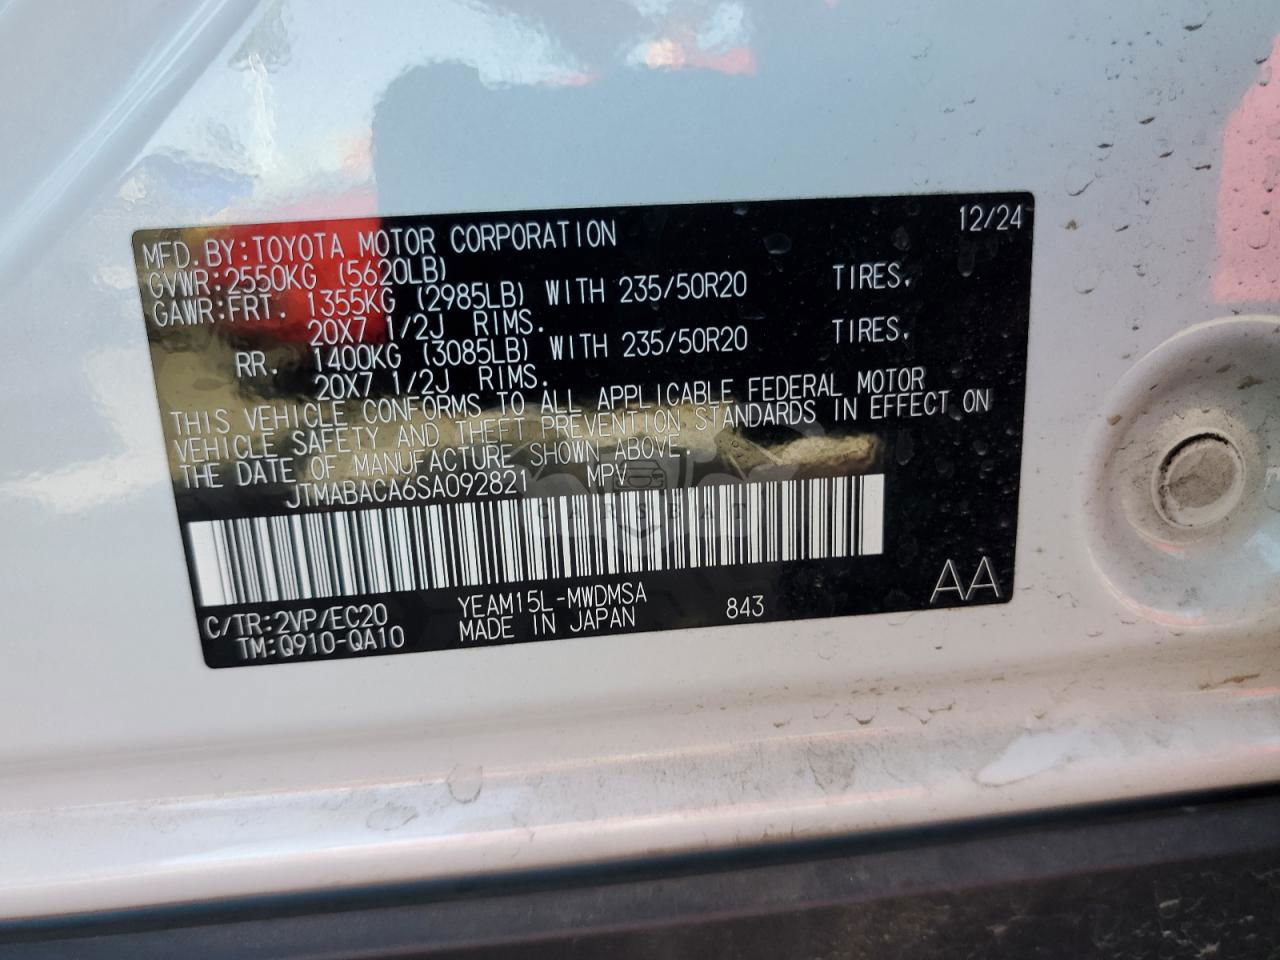 MFD. BY: TOYOTA MOTOR CORPORATION 12/24
GVWR: 2550KG (5620LB)
GAWR: FRT. 1355KG (2985LB) WITH 235/50R20 TIRES.
20X7 1/2J RIMS.
RR. 1400KG (3085LB) WITH 235/50R20 TIRES.
20X7 1/2J RIMS.
THIS VEHICLE CONFORMS TO ALL APPLICABLE FEDERAL MOTOR
VEHICLE SAFETY AND THEFT PREVENTION STANDARDS IN EFFECT ON
THE DATE OF MANUFACTURE SHOWN ABOVE.
JTMABACA6SA092821 MPV
CARSBAT
C/TR: 2VP/EC20 YEAM15L-MWDMSA 843 AA
TM: Q910-QA10 MADE IN JAPAN